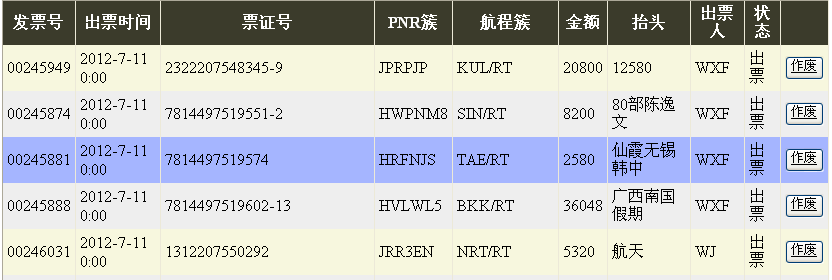 发票号 出票时间 票证号 PNR簇 航程簇 金额 抬头 出票人 状态
00245949 2012-7-11 0:00 2322207548345-9 JPRPJP KUL/RT 20800 12580 WXF 出票 作废
00245874 2012-7-11 0:00 7814497519551-2 HWPNM8 SIN/RT 8200 80部陈逸文 WXF 出票 作废
00245881 2012-7-11 0:00 7814497519574 HRFNJS TAE/RT 2580 仙霞无锡韩中 WXF 出票 作废
00245888 2012-7-11 0:00 7814497519602-13 HVLWL5 BKK/RT 36048 广西南国假期 WXF 出票 作废
00246031 2012-7-11 0:00 1312207550292 JRR3EN NRT/RT 5320 航天 WJ 出票 作废